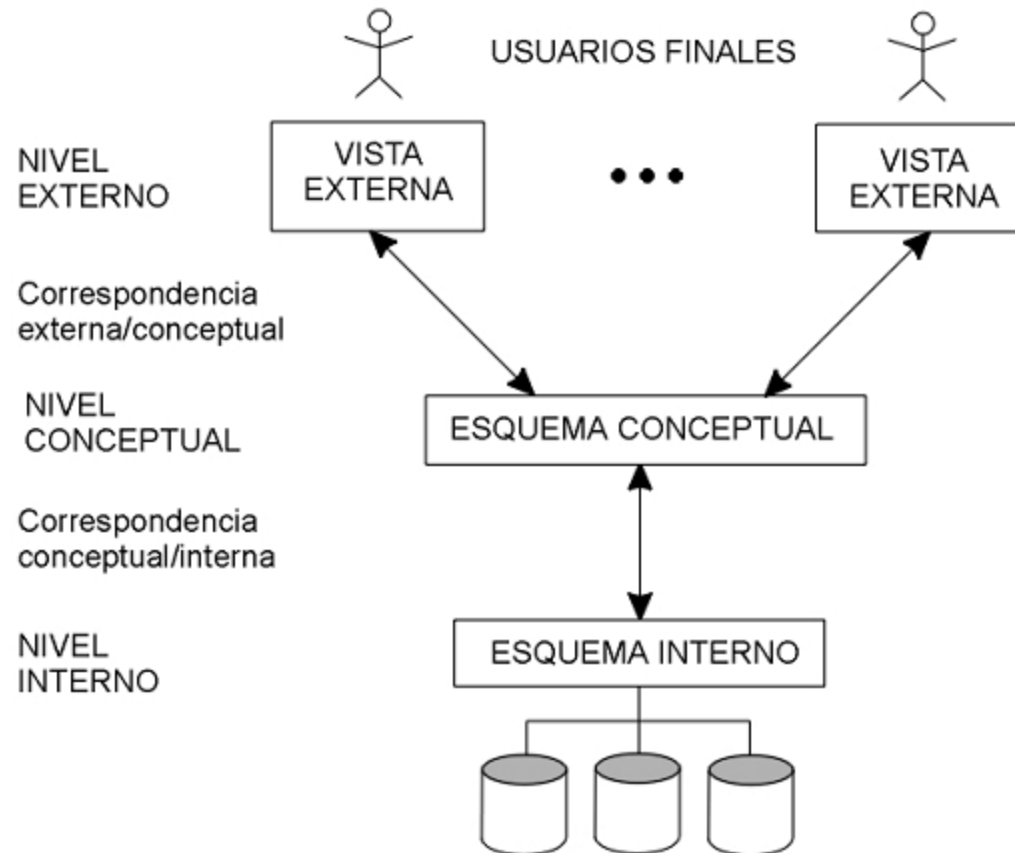 USUARIOS FINALES
NIVEL
EXTERNO
VISTA
EXTERNA
VISTA
EXTERNA
Correspondencia
externa/conceptual
NIVEL
CONCEPTUAL
ESQUEMA CONCEPTUAL
Correspondencia
conceptual/interna
NIVEL
INTERNO
ESQUEMA INTERNO